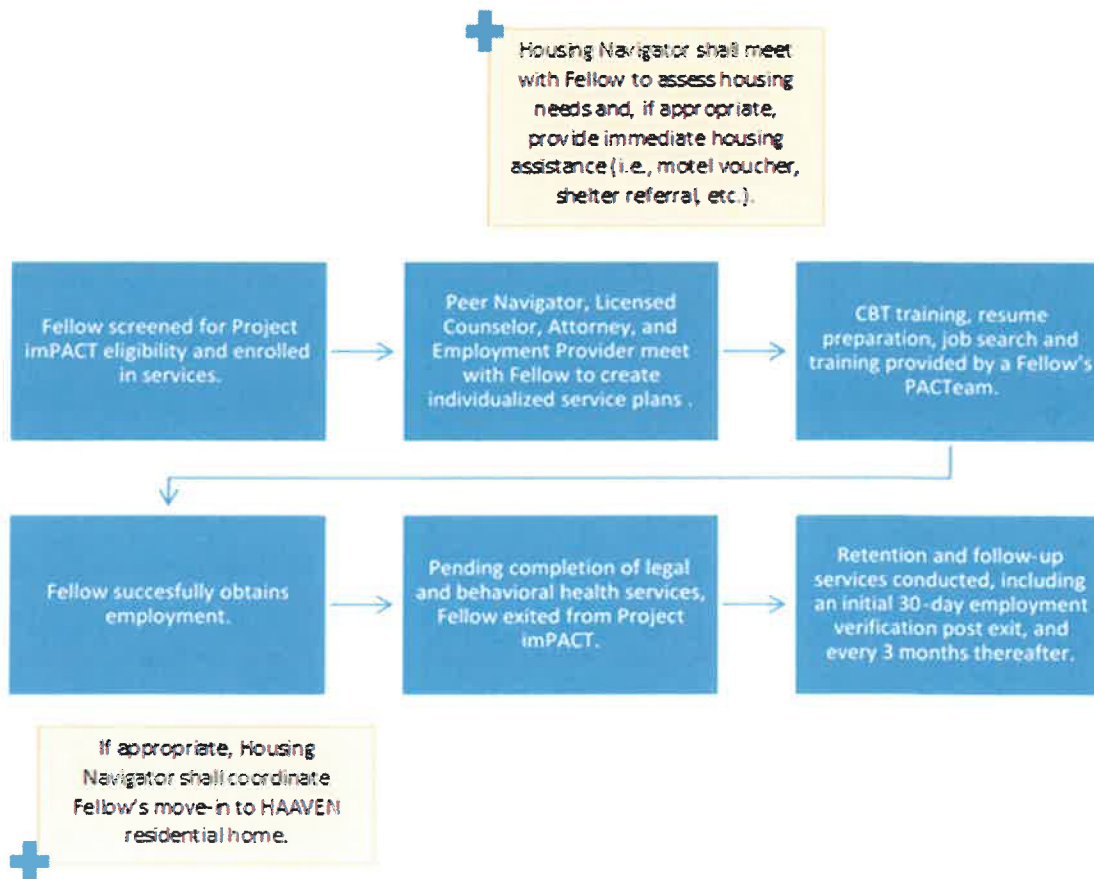 Housing Navigator shall meet
with Fellow to assess housing
needs and, if appropriate,
provide immediate housing
assistance (i.e., motel voucher,
shelter referral, etc.).
Fellow screened for Project
imPACT eligibility and enrolled
in services.
Peer Navigator, Licensed
Counselor, Attorney, and
Employment Provider meet
with Fellow to create
individualized service plans .
CBT training, resume
preparation, job search and
training provided by a Fellow's
PACTeam.
Fellow succesfully obtains
employment.
Pending completion of legal
and behavioral health services,
Fellow exited from Project
imPACT.
Retention and follow-up
services conducted, including
an initial 30-day employment
verification post exit, and
every 3 months thereafter.
If appropriate, Housing
Navigator shall coordinate
Fellow's move-in to HAAVEN
residential home.